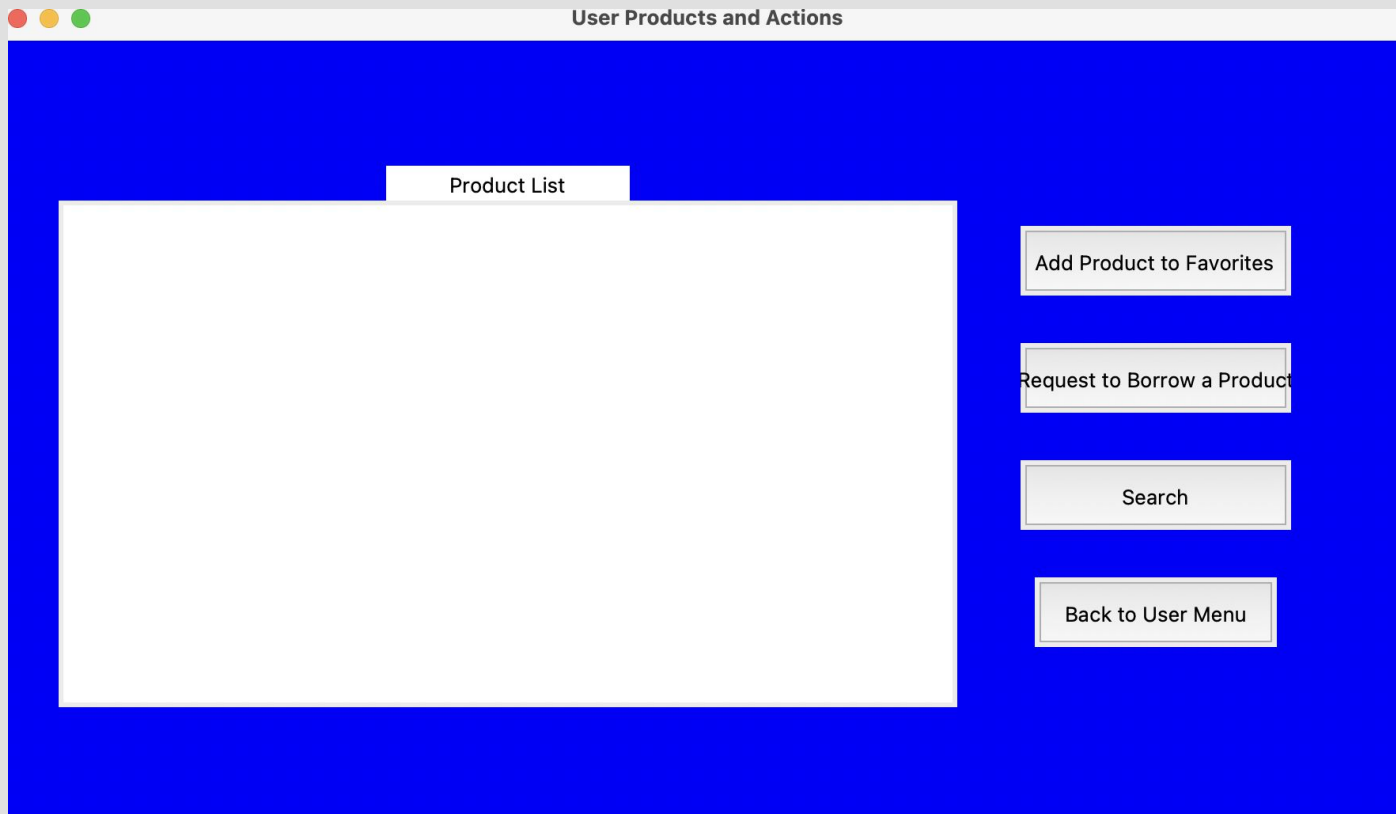 User Products and Actions
Product List
Add Product to Favorites
Request to Borrow a Product
Search
Back to User Menu